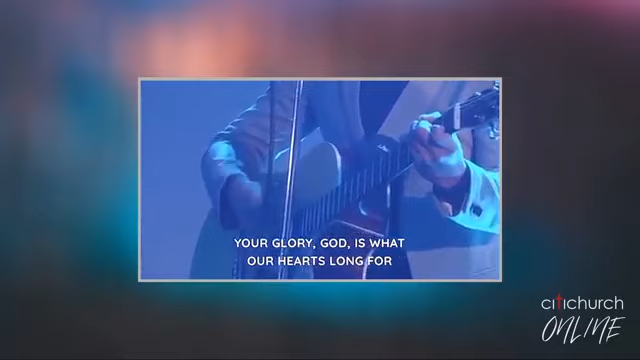 YOUR GLORY, GOD, IS WHAT
OUR HEARTS LONG FOR
citichurch
ONLINE